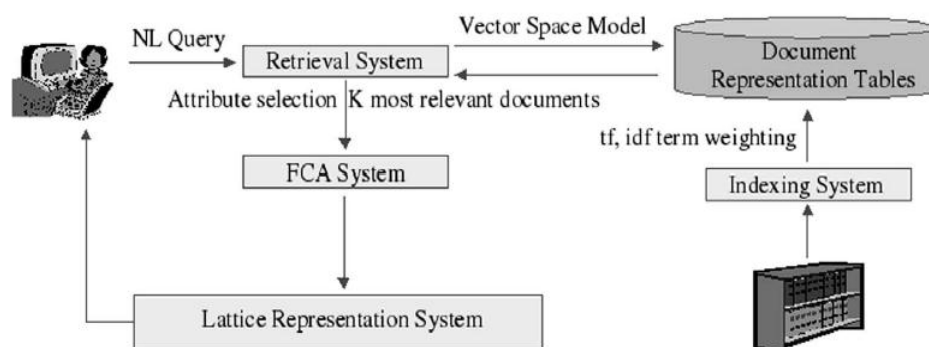 NL Query
Vector Space Model
Retrieval System
Document
Representation Tables
Attribute selection
K most relevant documents
tf, idf term weighting
FCA System
Indexing System
Lattice Representation System